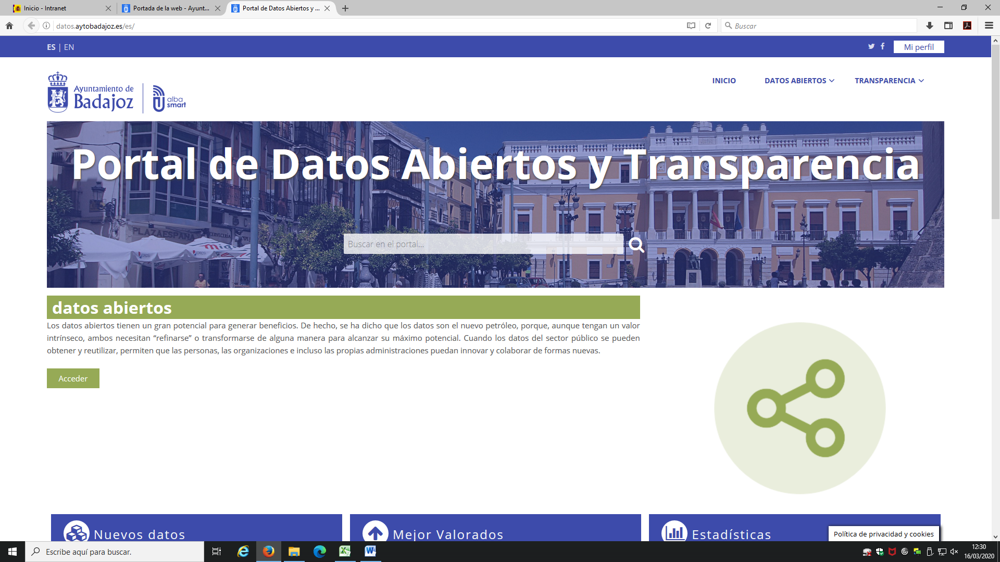 Inicio - Intranet
Portada de la web - Ayunt...
Portal de Datos Abiertos y ...
datos.aytobadajoz.es/es/
Buscar
ES | EN
Mi perfil
Ayuntamiento de
Badajoz
alba
smart
INICIO
DATOS ABIERTOS
TRANSPARENCIA
Portal de Datos Abiertos y Transparencia
PLAZA ESPAÑA
CERVECERÍA
Buscar en el portal...
datos abiertos
Los datos abiertos tienen un gran potencial para generar beneficios. De hecho, se ha dicho que los datos son el nuevo petróleo, porque, aunque tengan un valor
intrínseco, ambos necesitan “refinarse” o transformarse de alguna manera para alcanzar su máximo potencial. Cuando los datos del sector público se pueden
obtener y reutilizar, permiten que las personas, las organizaciones e incluso las propias administraciones puedan innovar y colaborar de formas nuevas.
Acceder
Nuevos datos
Mejor Valorados
Estadísticas
Política de privacidad y cookies
Escribe aquí para buscar.
12:30
16/03/2020